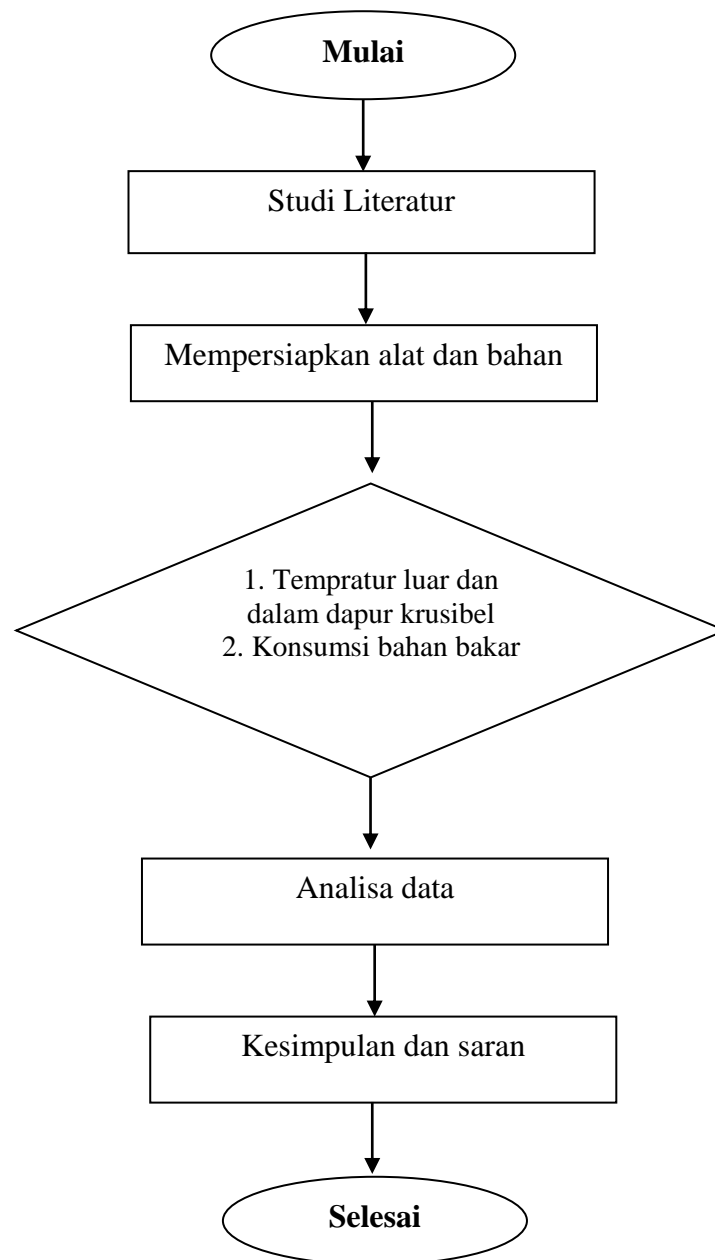 Mulai
Studi Literatur
Mempersiapkan alat dan bahan
1. Tempratur luar dan
dalam dapur krusibel
2. Konsumsi bahan bakar
Analisa data
Kesimpulan dan saran
Selesai